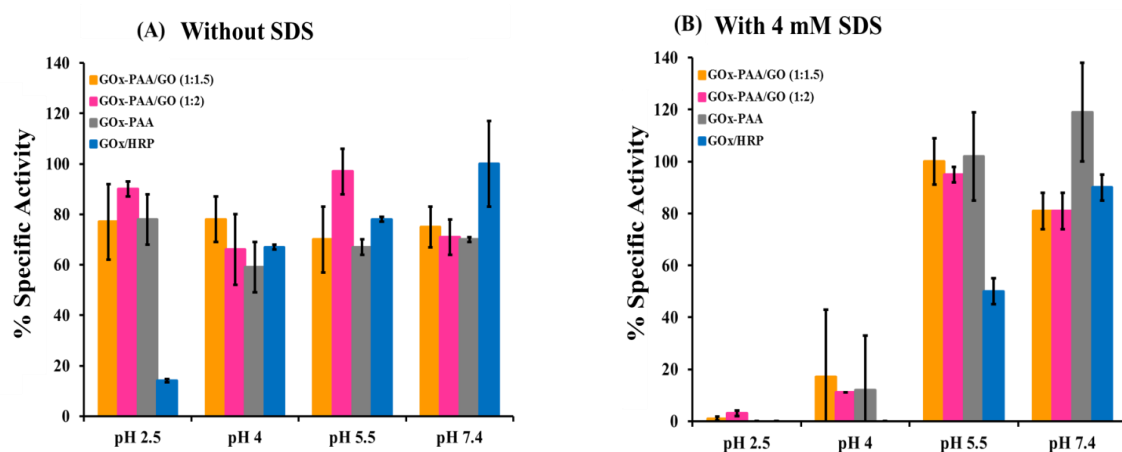 (A) Without SDS
140
120
100
80
60
40
20
0
% Specific Activity
GOx-PAA/GO (1:1.5)
GOx-PAA/GO (1:2)
GOx-PAA
GOx/HRP
pH 2.5 pH 4 pH 5.5 pH 7.4
(B) With 4 mM SDS
140
120
100
80
60
40
20
0
% Specific Activity
GOx-PAA/GO (1:1.5)
GOx-PAA/GO (1:2)
GOx-PAA
GOx/HRP
pH 2.5 pH 4 pH 5.5 pH 7.4